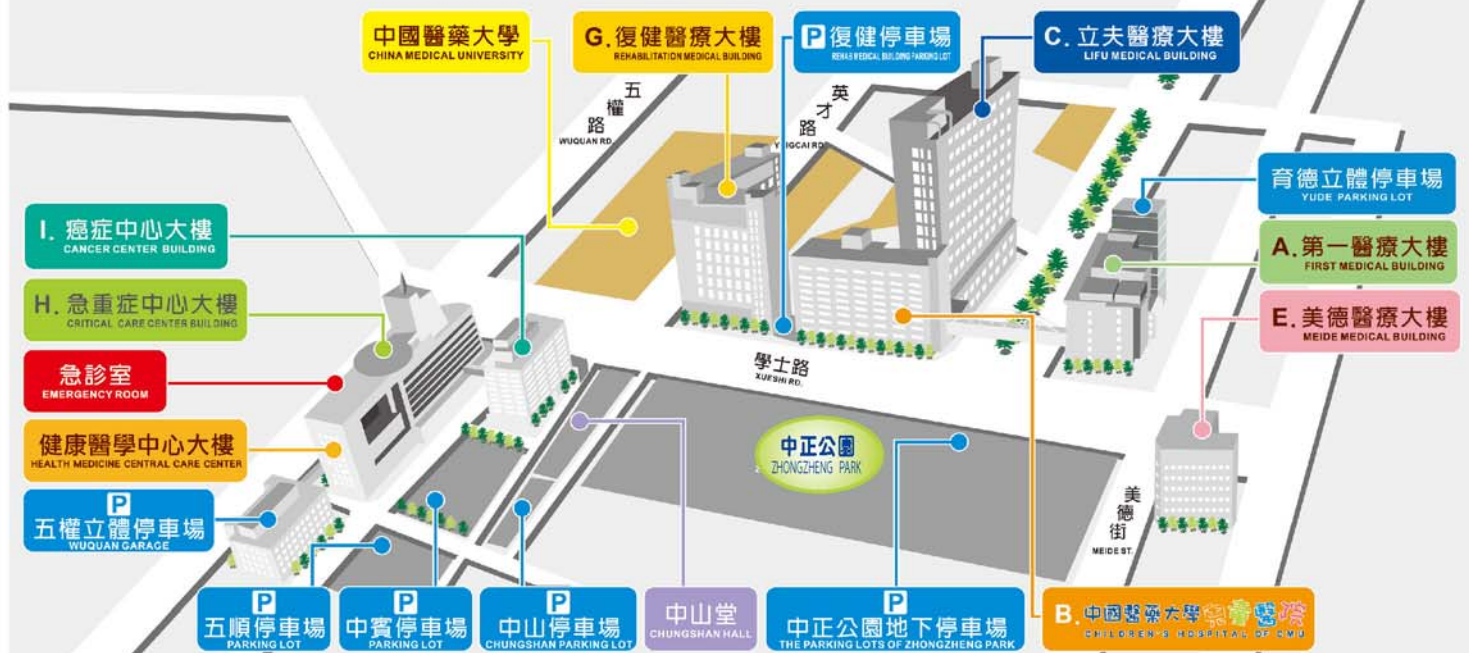 中國醫藥大學
CHINA MEDICAL UNIVERSITY
G.復健醫療大樓
REHABILITATION MEDICAL BUILDING
P 復健停車場
REHAB MEDICAL BUILDING PARKING LOT
C.立夫醫療大樓
LIFU MEDICAL BUILDING
五權路
WUQUAN RD.
英才路
YINGCAI RD.
育德立體停車場
YUDE PARKING LOT
A.第一醫療大樓
FIRST MEDICAL BUILDING
E.美德醫療大樓
MEIDE MEDICAL BUILDING
I.癌症中心大樓
CANCER CENTER BUILDING
H.急重症中心大樓
CRITICAL CARE CENTER BUILDING
急診室
EMERGENCY ROOM
健康醫學中心大樓
HEALTH MEDICINE CENTRAL CARE CENTER
P
五權立體停車場
WUQUAN GARAGE
學士路
XUESHI RD.
中正公園
ZHONGZHENG PARK
美德街
MEIDE ST.
P
五順停車場
PARKING LOT
P
中賓停車場
PARKING LOT
P
中山停車場
CHUNGSHAN PARKING LOT
中山堂
CHUNGSHAN HALL
P
中正公園地下停車場
THE PARKING LOTS OF ZHONGZHENG PARK
B.中國醫藥大學兒童醫院
CHILDREN'S HOSPITAL OF CMU